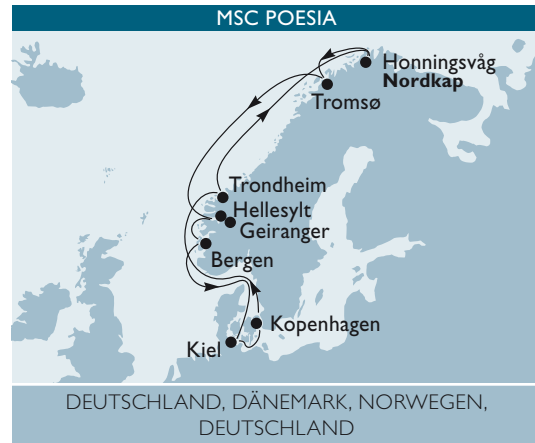 MSC POESIA
Honningsvåg
Nordkap
Tromsø
Trondheim
Hellesylt
Geiranger
Bergen
Kopenhagen
Kiel
DEUTSCHLAND, DÄNEMARK, NORWEGEN,
DEUTSCHLAND